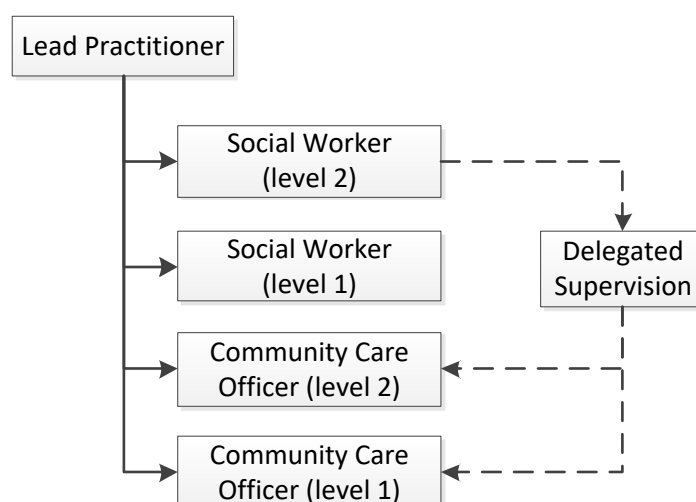 Lead Practitioner
Social Worker
(level 2)
Social Worker
(level 1)
Delegated
Supervision
Community Care
Officer (level 2)
Community Care
Officer (level 1)